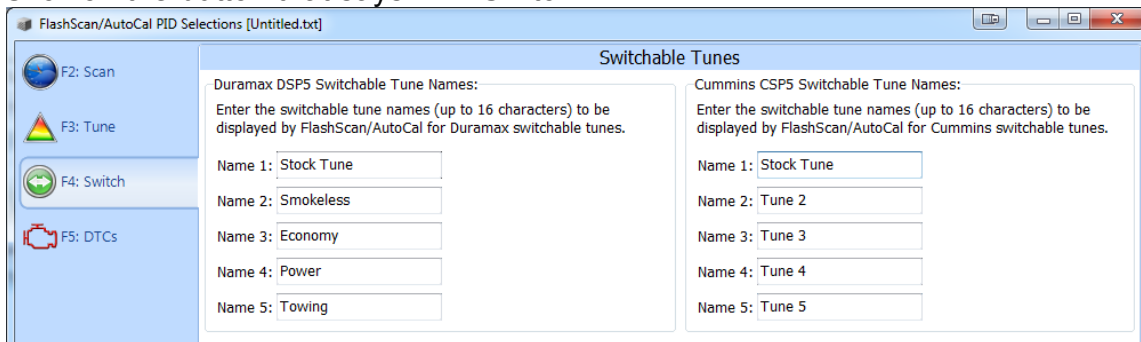 FlashScan/AutoCal PID Selections [Untitled.txt]
F2: Scan
F3: Tune
F4: Switch
F5: DTCs
Switchable Tunes
Duramax DSP5 Switchable Tune Names:
Enter the switchable tune names (up to 16 characters) to be
displayed by FlashScan/AutoCal for Duramax switchable tunes.
Name 1: Stock Tune
Name 2: Smokeless
Name 3: Economy
Name 4: Power
Name 5: Towing
Cummins CSP5 Switchable Tune Names:
Enter the switchable tune names (up to 16 characters) to be
displayed by FlashScan/AutoCal for Cummins switchable tunes.
Name 1: Stock Tune
Name 2: Tune 2
Name 3: Tune 3
Name 4: Tune 4
Name 5: Tune 5